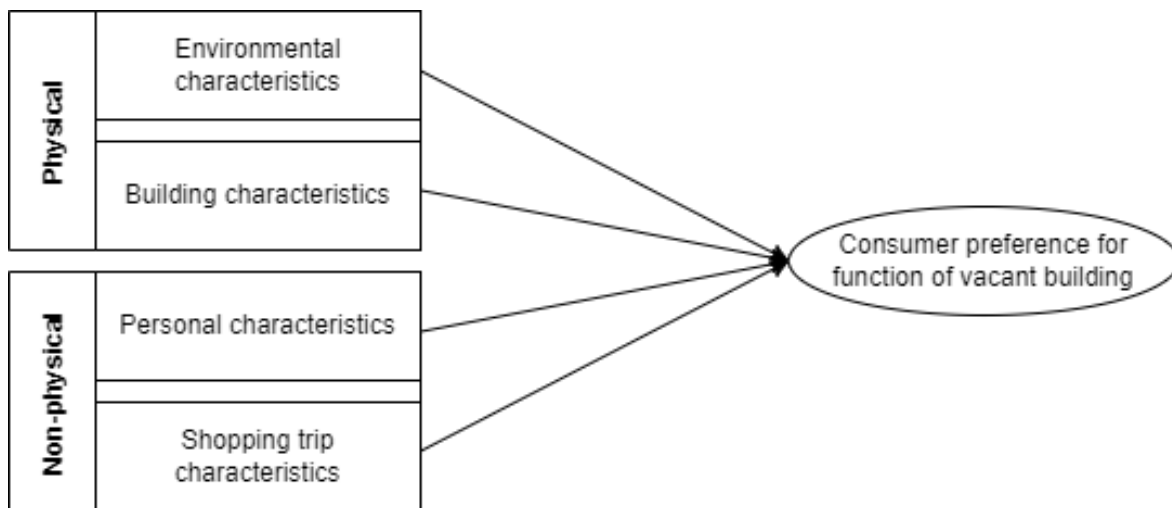 Physical
Environmental
characteristics
Building characteristics
Non-physical
Personal characteristics
Shopping trip
characteristics
Consumer preference for
function of vacant building